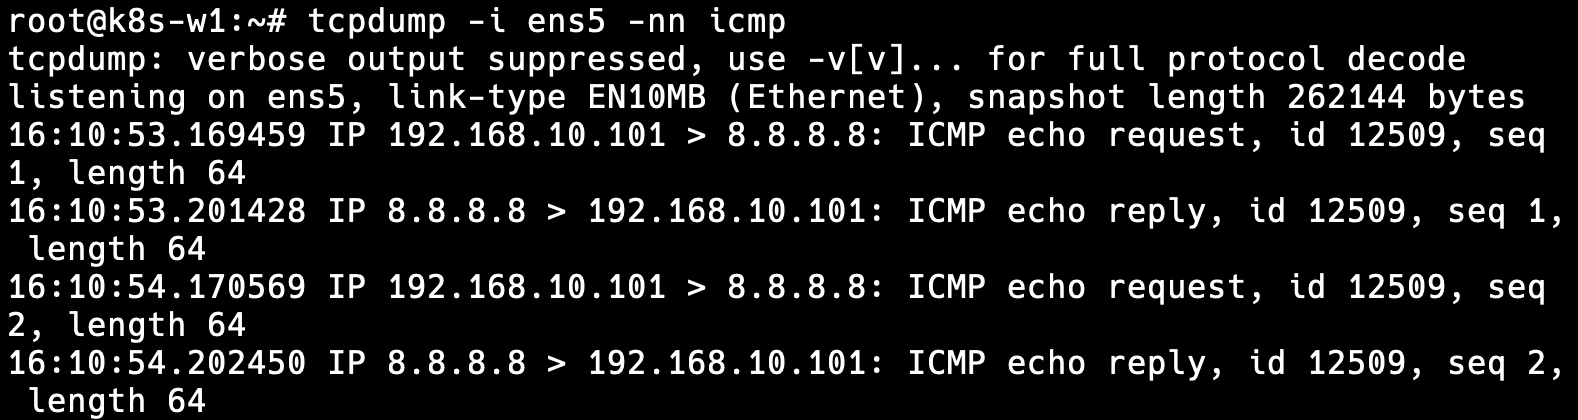 root@k8s-w1:~# tcpdump -i ens5 -nn icmp
tcpdump: verbose output suppressed, use -v[v]... for full protocol decode
listening on ens5, link-type EN10MB (Ethernet), snapshot length 262144 bytes
16:10:53.169459 IP 192.168.10.101 > 8.8.8.8: ICMP echo request, id 12509, seq
1, length 64
16:10:53.201428 IP 8.8.8.8 > 192.168.10.101: ICMP echo reply, id 12509, seq 1,
 length 64
16:10:54.170569 IP 192.168.10.101 > 8.8.8.8: ICMP echo request, id 12509, seq
2, length 64
16:10:54.202450 IP 8.8.8.8 > 192.168.10.101: ICMP echo reply, id 12509, seq 2,
 length 64